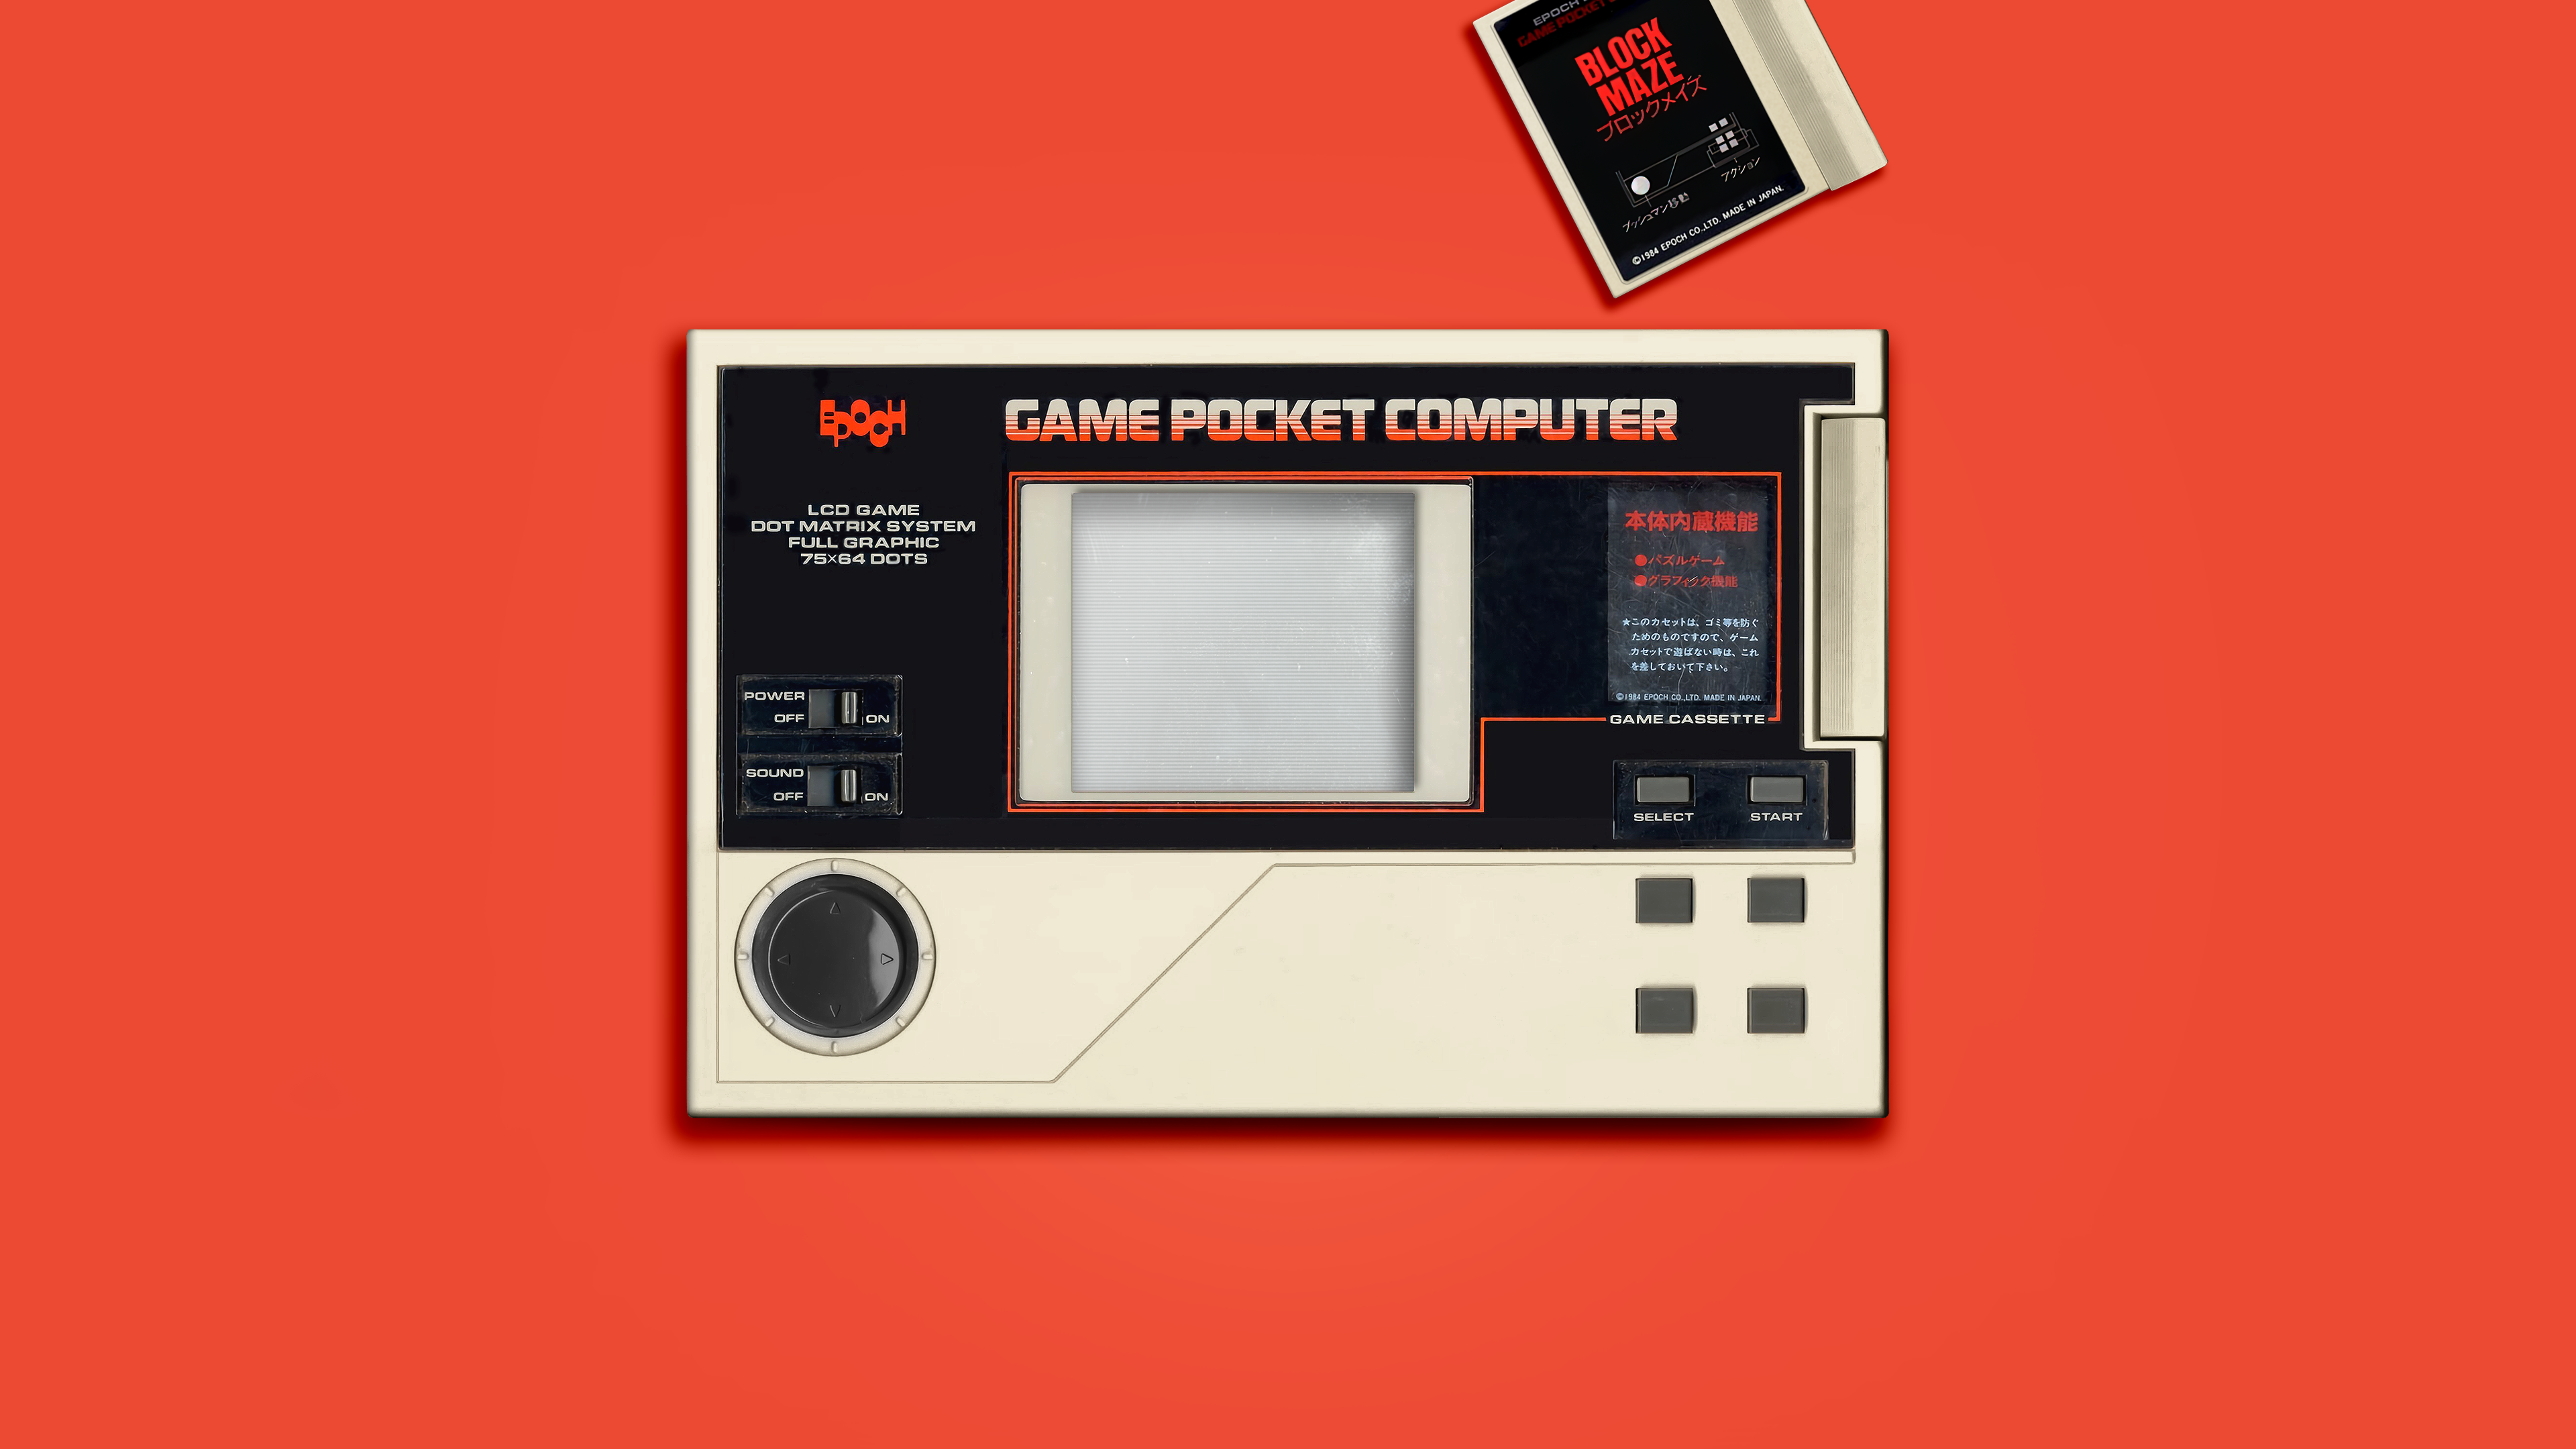 EPOCH
GAME POCKET
BLOCK
MAZE
ブロックメイズ
アクション
プッシュマン移動
©1984 EPOCH CO.,LTD. MADE IN JAPAN.
EPOCH
GAME POCKET COMPUTER
LCD GAME
DOT MATRIX SYSTEM
FULL GRAPHIC
75×64 DOTS
本体内蔵機能
●パズルゲーム
●グラフィック機能
★このカセットは、ゴミ等を防ぐ
ためのものですので、ゲーム
カセットで遊ばない時は、これ
を差しておいて下さい。
©1984 EPOCH CO.,LTD. MADE IN JAPAN.
GAME CASSETTE
POWER
OFF
ON
SOUND
OFF
ON
SELECT
START